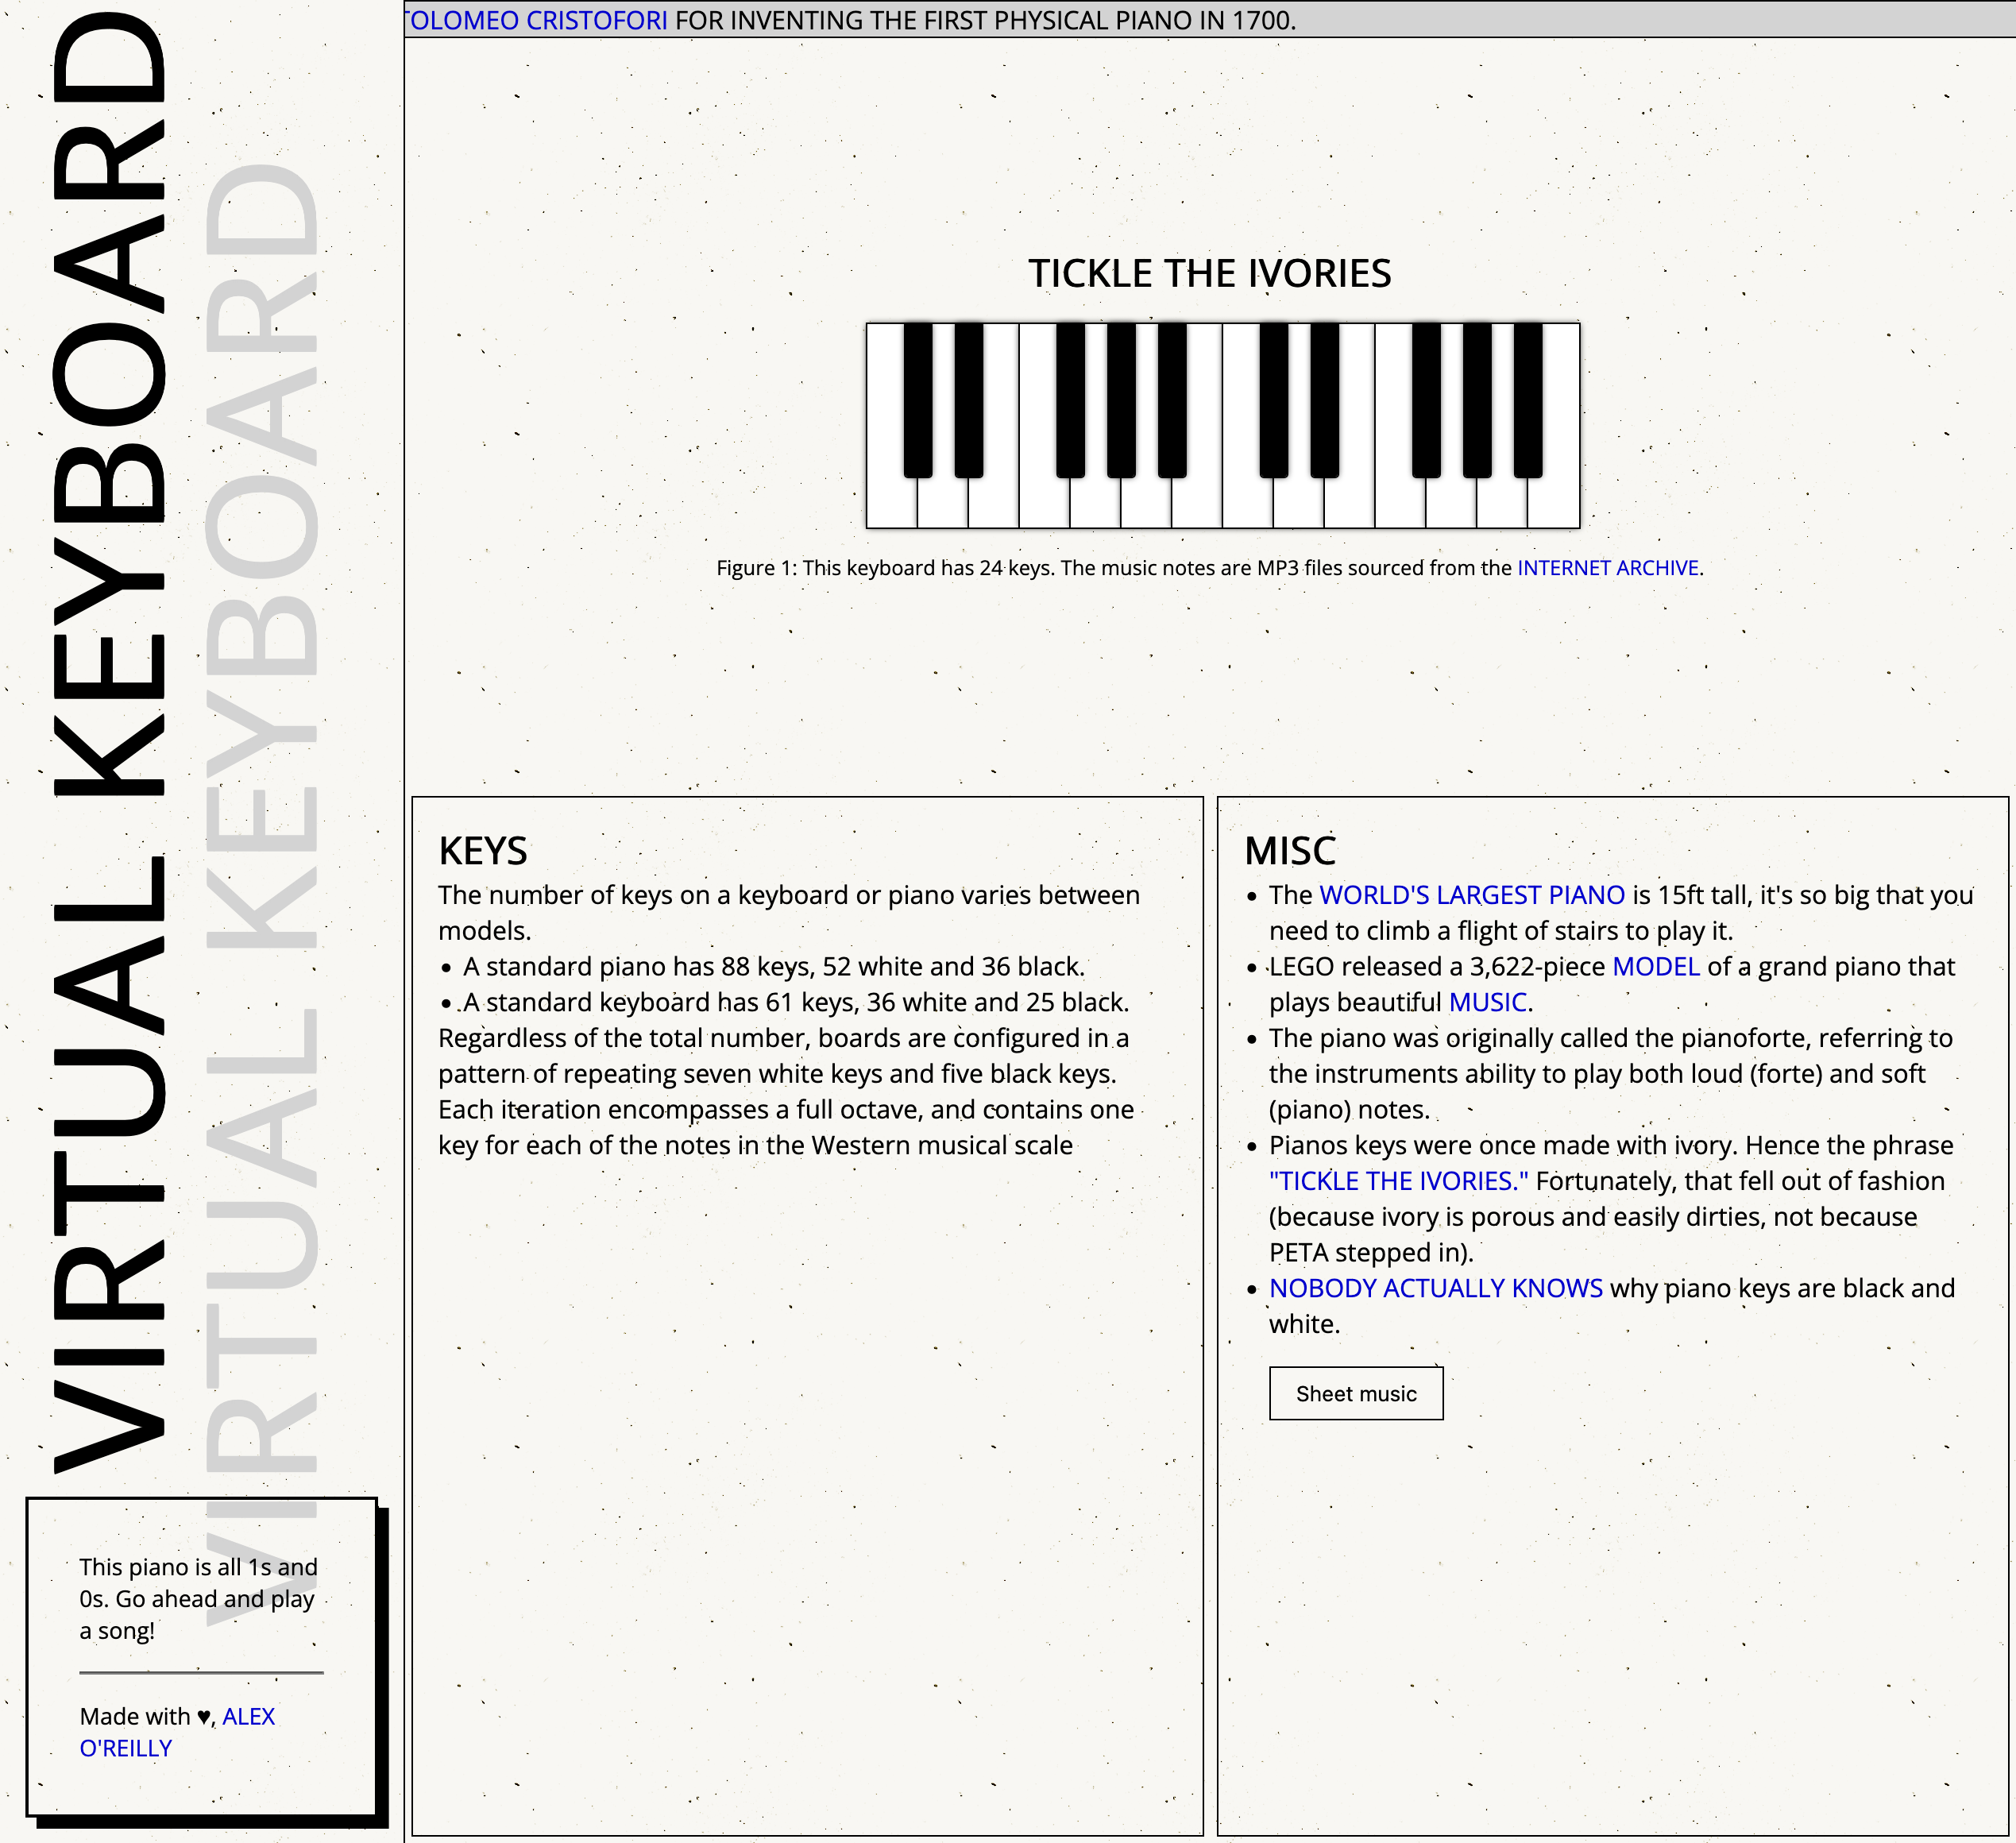 VIRTUAL KEYBOARD
VIRTUAL KEYBOARD
This piano is all 1s and
0s. Go ahead and play
a song!
Made with ♥, ALEX
O'REILLY
TOLOMEO CRISTOFORI FOR INVENTING THE FIRST PHYSICAL PIANO IN 1700.
TICKLE THE IVORIES
Figure 1: This keyboard has 24 keys. The music notes are MP3 files sourced from the INTERNET ARCHIVE.
KEYS
The number of keys on a keyboard or piano varies between
models.
• A standard piano has 88 keys, 52 white and 36 black.
• A standard keyboard has 61 keys, 36 white and 25 black.
Regardless of the total number, boards are configured in a
pattern of repeating seven white keys and five black keys.
Each iteration encompasses a full octave, and contains one
key for each of the notes in the Western musical scale
MISC
• The WORLD'S LARGEST PIANO is 15ft tall, it's so big that you
need to climb a flight of stairs to play it.
• LEGO released a 3,622-piece MODEL of a grand piano that
plays beautiful MUSIC.
• The piano was originally called the pianoforte, referring to
the instruments ability to play both loud (forte) and soft
(piano) notes.
• Pianos keys were once made with ivory. Hence the phrase
"TICKLE THE IVORIES." Fortunately, that fell out of fashion
(because ivory is porous and easily dirties, not because
PETA stepped in).
• NOBODY ACTUALLY KNOWS why piano keys are black and
white.
Sheet music